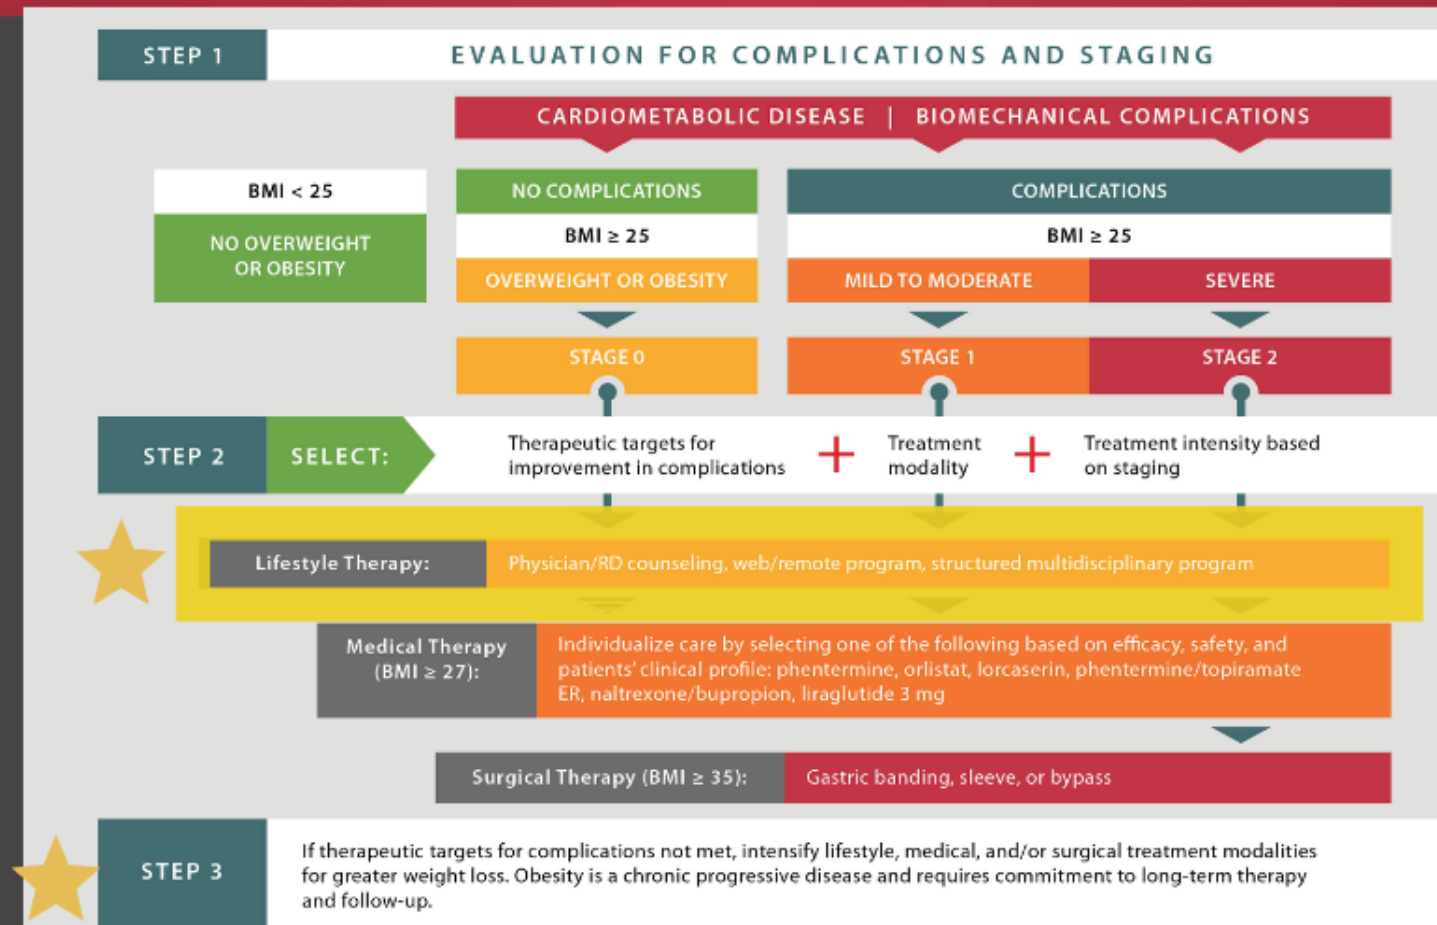 STEP 1
EVALUATION FOR COMPLICATIONS AND STAGING
CARDIOMETABOLIC DISEASE | BIOMECHANICAL COMPLICATIONS
BMI < 25
NO OVERWEIGHT
OR OBESITY
NO COMPLICATIONS
BMI ≥ 25
OVERWEIGHT OR OBESITY
STAGE 0
COMPLICATIONS
BMI ≥ 25
MILD TO MODERATE
SEVERE
STAGE 1
STAGE 2
STEP 2
SELECT:
Therapeutic targets for
improvement in complications
+
Treatment
modality
+
Treatment intensity based
on staging
Lifestyle Therapy:
Physician/RD counseling, web/remote program, structured multidisciplinary program
Medical Therapy
(BMI ≥ 27):
Individualize care by selecting one of the following based on efficacy, safety, and
patients' clinical profile: phentermine, orlistat, lorcaserin, phentermine/topiramate
ER, naltrexone/bupropion, liraglutide 3 mg
Surgical Therapy (BMI ≥ 35):
Gastric banding, sleeve, or bypass
STEP 3
If therapeutic targets for complications not met, intensify lifestyle, medical, and/or surgical treatment modalities
for greater weight loss. Obesity is a chronic progressive disease and requires commitment to long-term therapy
and follow-up.